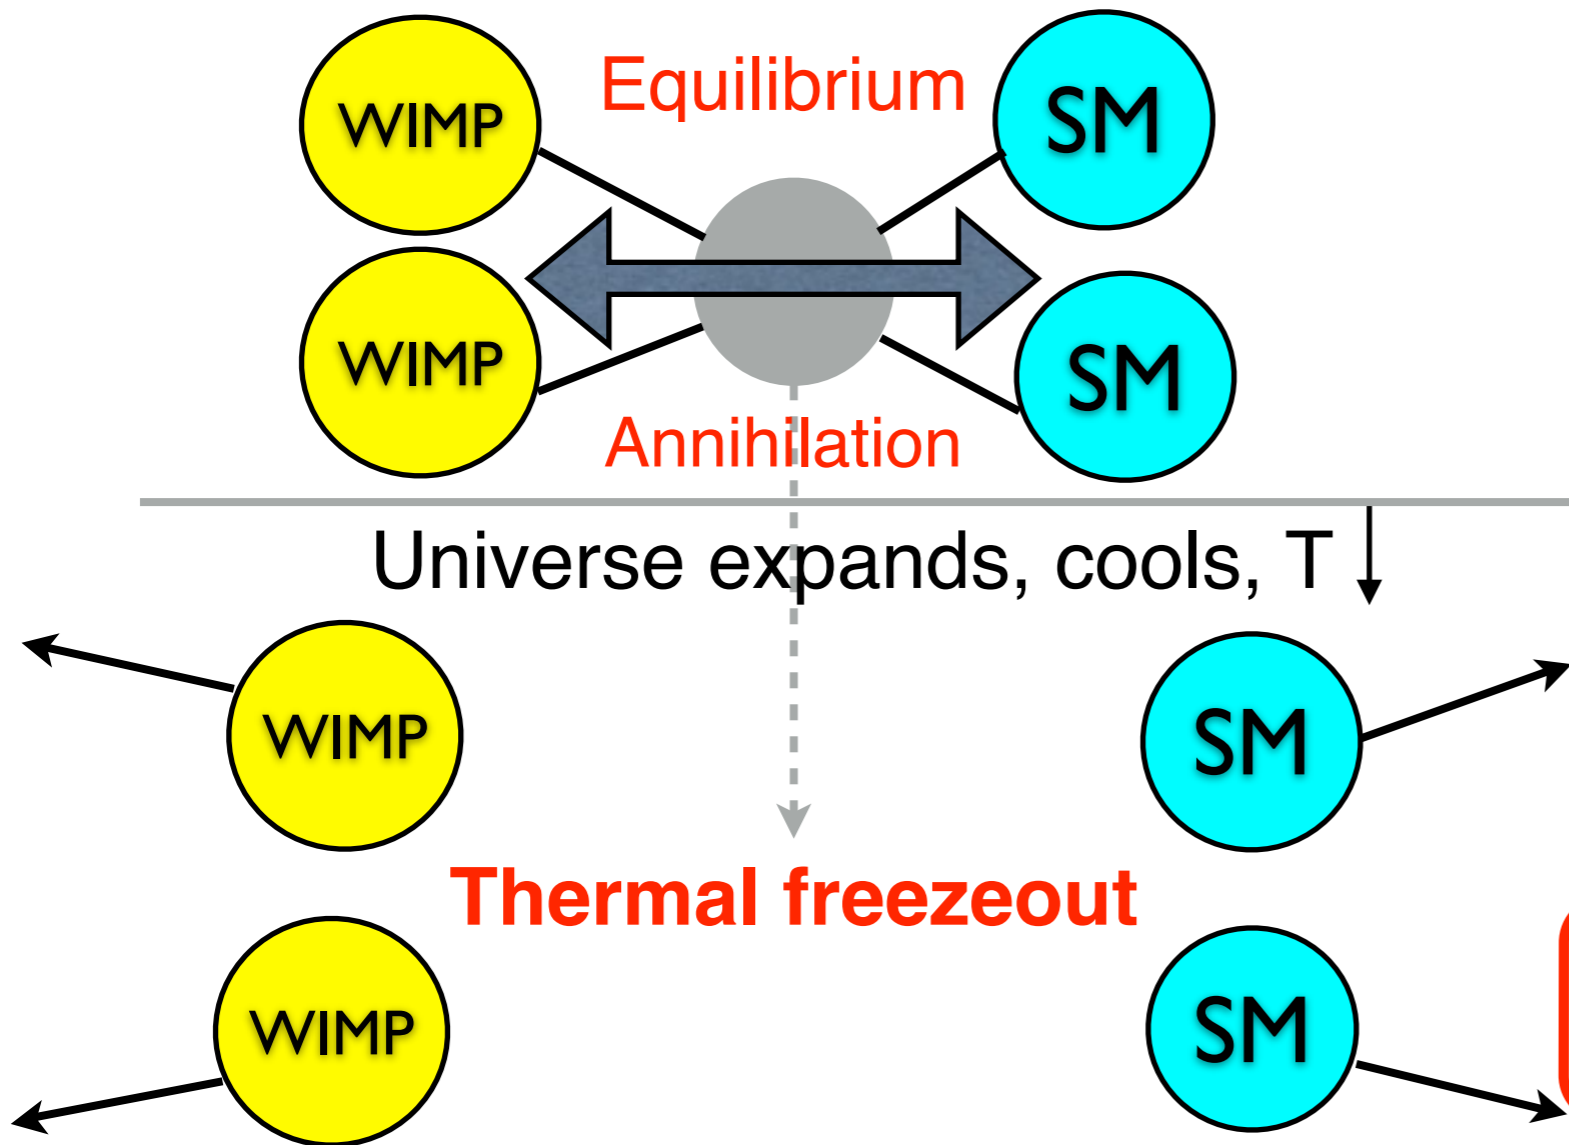 Equilibrium
WIMP
SM
WIMP
SM
Annihilation
Universe expands, cools, T
WIMP
SM
Thermal freezeout
WIMP
SM